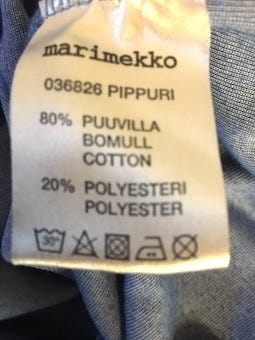 marimekko
036826 PIPPURI
80% PUUVILLA
BOMULL
COTTON
20% POLYESTERI
POLYESTER
30°